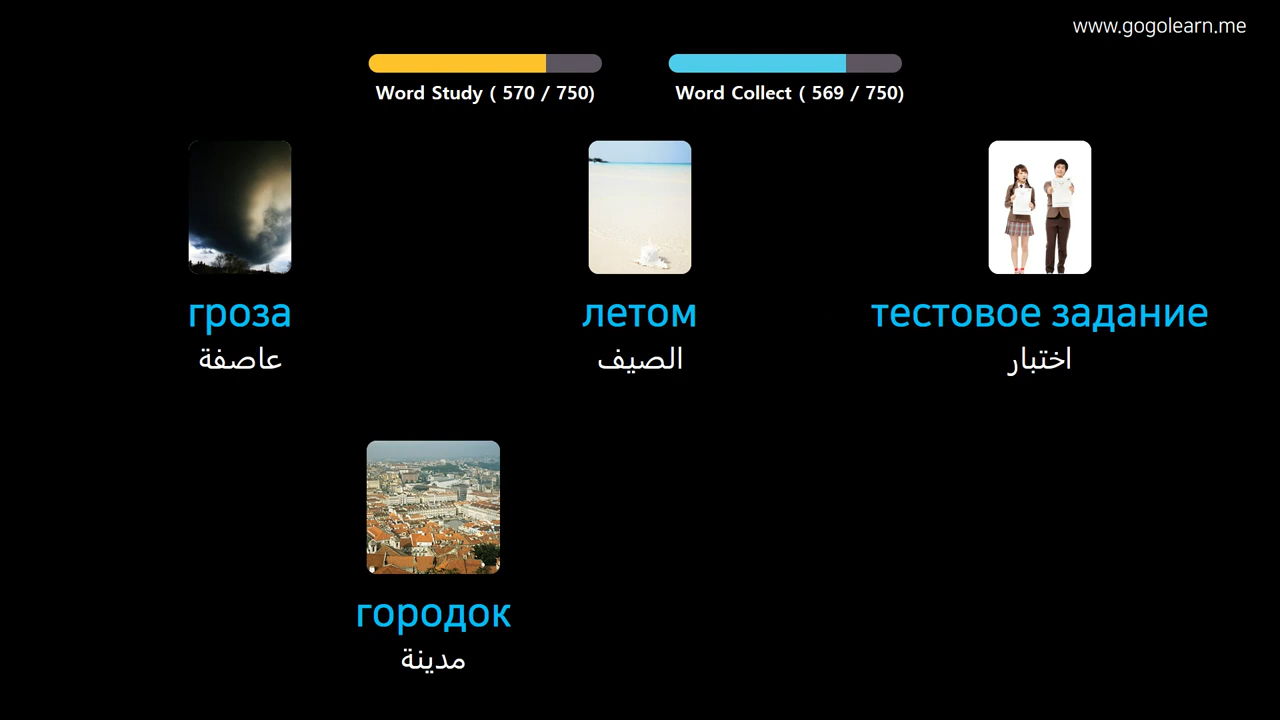 www.gogolearn.me
Word Study ( 570 / 750)
Word Collect ( 569 / 750)
гроза
عاصفة
летом
الصيف
тестовое задание
اختبار
городок
مدينة